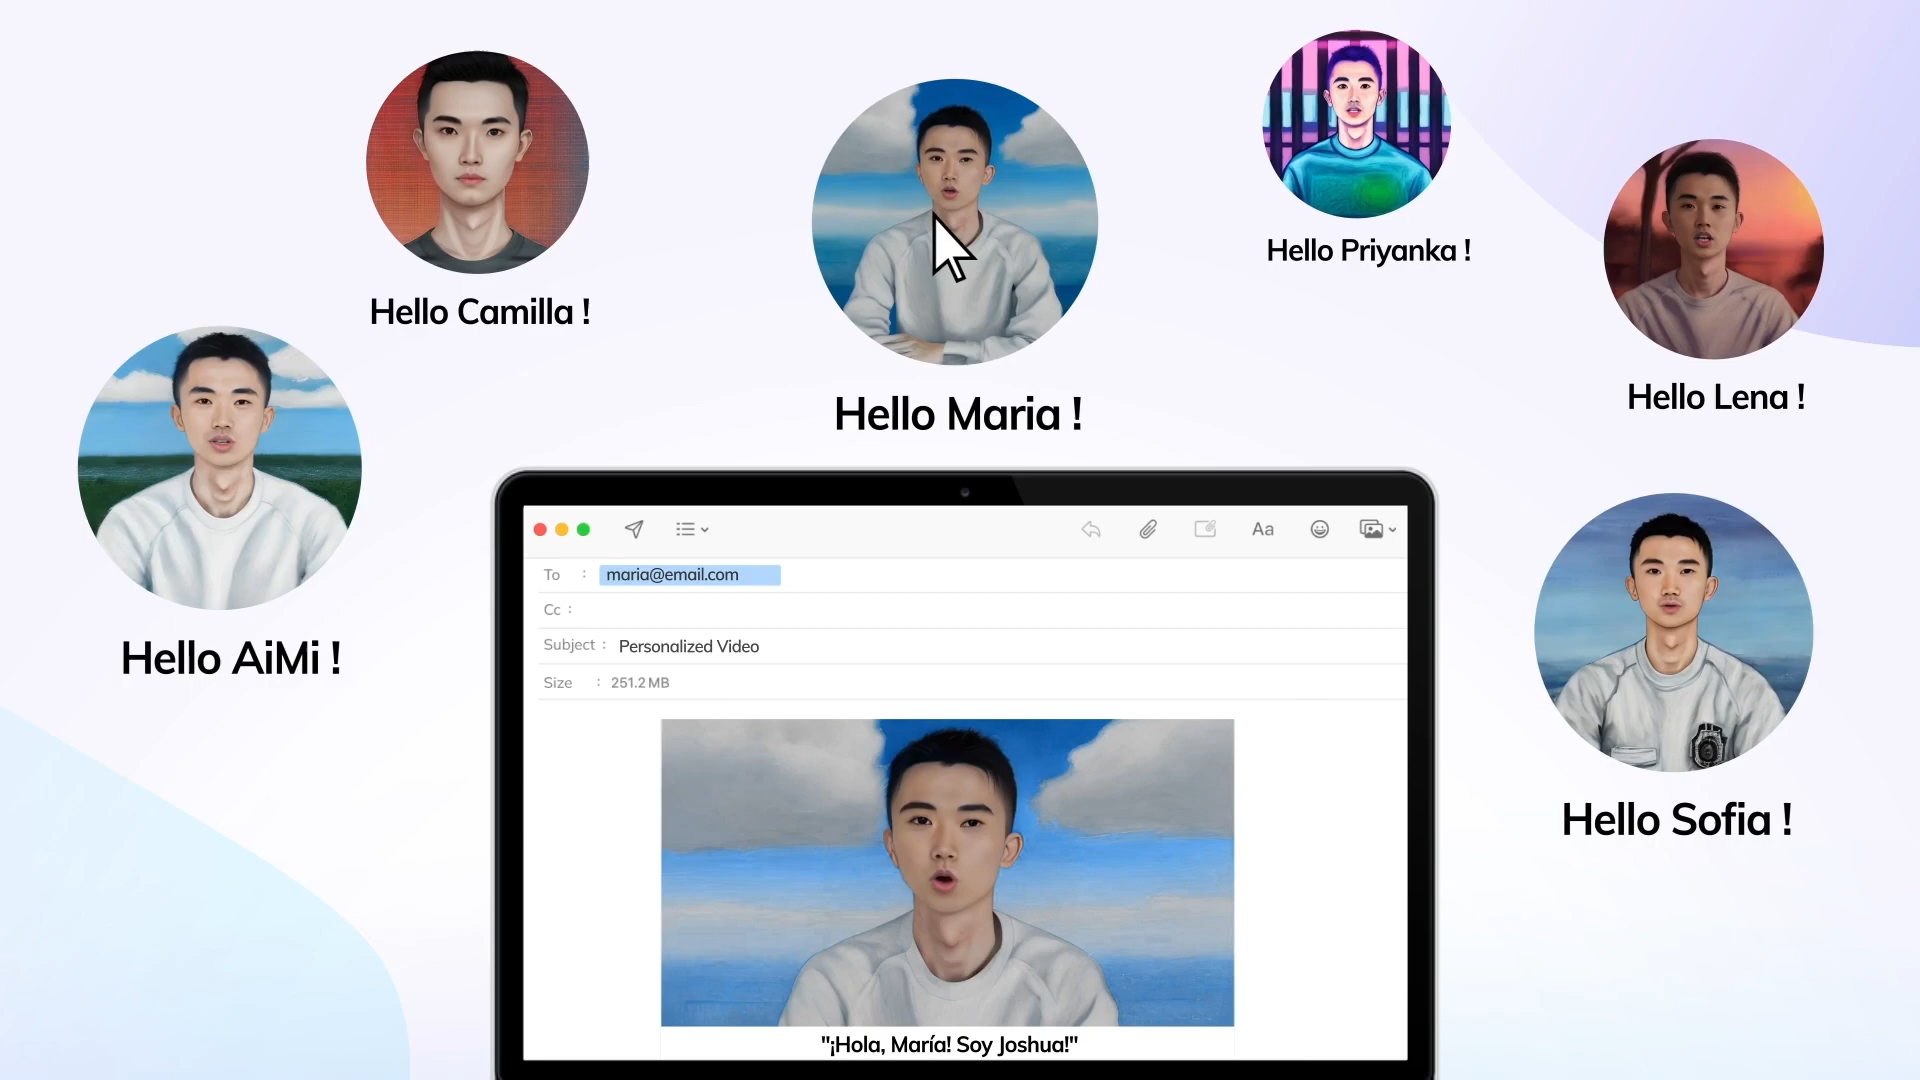 Hello Camilla !
Hello Maria !
Hello Priyanka !
Hello Lena !
Hello AiMi !
Hello Sofia !
Aa
To : maria@email.com
Cc :
Subject : Personalized Video
Size : 251.2 MB
"¡Hola, María! Soy Joshua!"